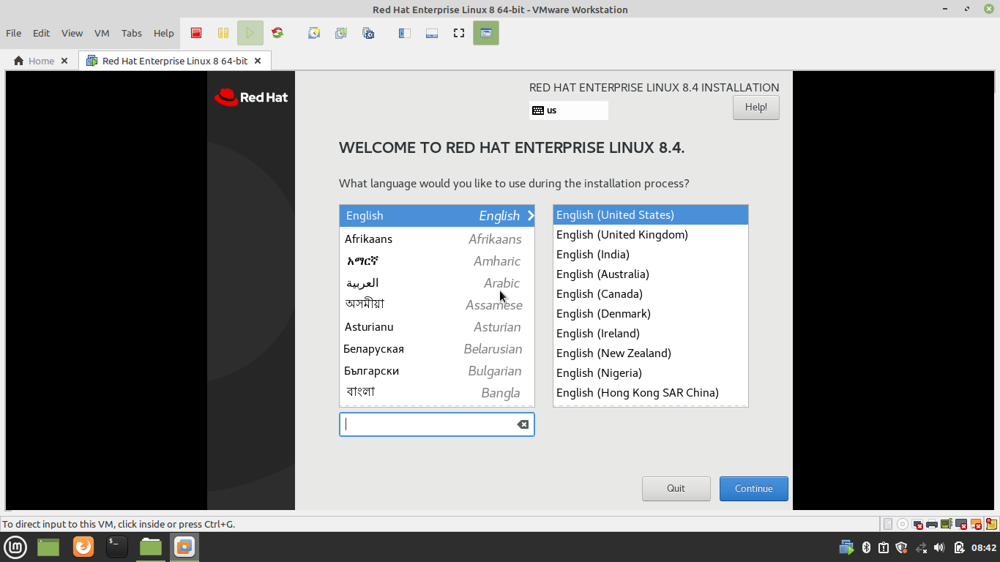 Red Hat Enterprise Linux 8 64-bit - VMware Workstation
File Edit View VM Tabs Help
Home Red Hat Enterprise Linux 8 64-bit
Red Hat
RED HAT ENTERPRISE LINUX 8.4 INSTALLATION
us
Help!
WELCOME TO RED HAT ENTERPRISE LINUX 8.4.
What language would you like to use during the installation process?
English English
Afrikaans Afrikaans
አማርኛ Amharic
العربية Arabic
অসমীয়া Assamese
Asturianu Asturian
Беларуская Belarusian
Български Bulgarian
বাংলা Bangla
English (United States)
English (United Kingdom)
English (India)
English (Australia)
English (Canada)
English (Denmark)
English (Ireland)
English (New Zealand)
English (Nigeria)
English (Hong Kong SAR China)
Quit Continue
To direct input to this VM, click inside or press Ctrl+G.
08:42